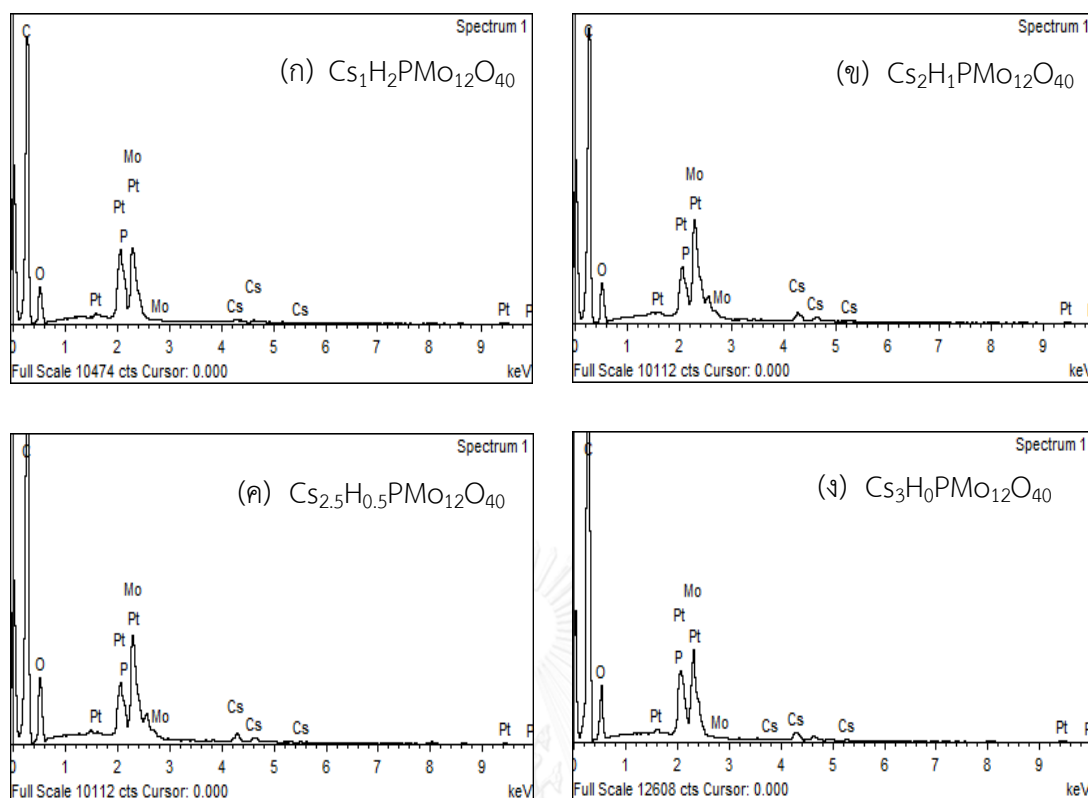 Spectrum 1
C
(ก) Cs₁H₂PMo₁₂O₄₀
Mo
Pt
Pt
P
O
Pt
Mo
Cs
Cs
Cs
Pt
0 1 2 3 4 5 6 7 8 9
Full Scale 10474 cts Cursor: 0.000 keV
Spectrum 1
C
(ข) Cs₂H₁PMo₁₂O₄₀
Mo
Pt
Pt
P
O
Pt
Mo
Cs
Cs
Cs
Pt
0 1 2 3 4 5 6 7 8 9
Full Scale 10112 cts Cursor: 0.000 keV
Spectrum 1
C
(ค) Cs₂.₅H₀.₅PMo₁₂O₄₀
Mo
Pt
Pt
P
O
Pt
Mo
Cs
Cs
Cs
Pt
0 1 2 3 4 5 6 7 8 9
Full Scale 10112 cts Cursor: 0.000 keV
Spectrum 1
C
(ง) Cs₃H₀PMo₁₂O₄₀
Mo
Pt
Pt
P
O
Pt
Mo
Cs
Cs
Cs
Pt
0 1 2 3 4 5 6 7 8 9
Full Scale 12608 cts Cursor: 0.000 keV